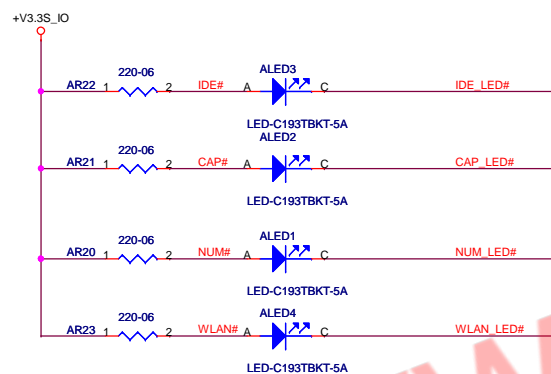 +V3.3S_IO
220-06
ALED3
AR22 1 2 IDE# A C IDE_LED#
LED-C193TBKT-5A
220-06
ALED2
AR21 1 2 CAP# A C CAP_LED#
LED-C193TBKT-5A
220-06
ALED1
AR20 1 2 NUM# A C NUM_LED#
LED-C193TBKT-5A
220-06
ALED4
AR23 1 2 WLAN# A C WLAN_LED#
LED-C193TBKT-5A